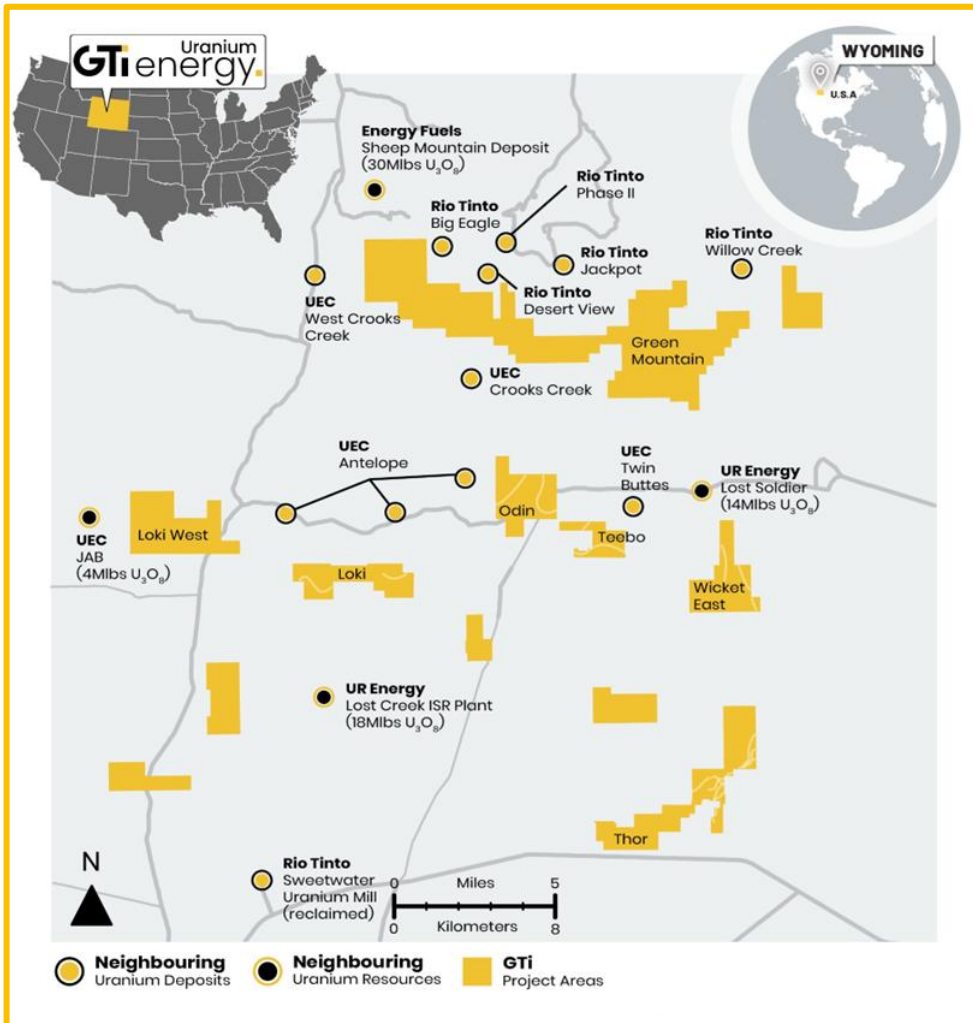 Uranium
GTi energy.
WYOMING
U.S.A
Energy Fuels
Sheep Mountain Deposit
(30Mlbs U₃O₈)
Rio Tinto
Phase II
Rio Tinto
Big Eagle
Rio Tinto
Jackpot
Rio Tinto
Willow Creek
Rio Tinto
Desert View
UEC
West Crooks
Creek
Green
Mountain
UEC
Crooks Creek
UEC
Antelope
UEC
Twin
Buttes
UR Energy
Lost Soldier
(14Mlbs U₃O₈)
Odin
Loki West
Teebo
UEC
JAB
(4Mlbs U₃O₈)
Loki
Wicket
East
UR Energy
Lost Creek ISR Plant
(18Mlbs U₃O₈)
Thor
N
Rio Tinto
Sweetwater
Uranium Mill
(reclaimed)
0 Miles 5
0 Kilometers 8
Neighbouring
Uranium Deposits
Neighbouring
Uranium Resources
GTi
Project Areas